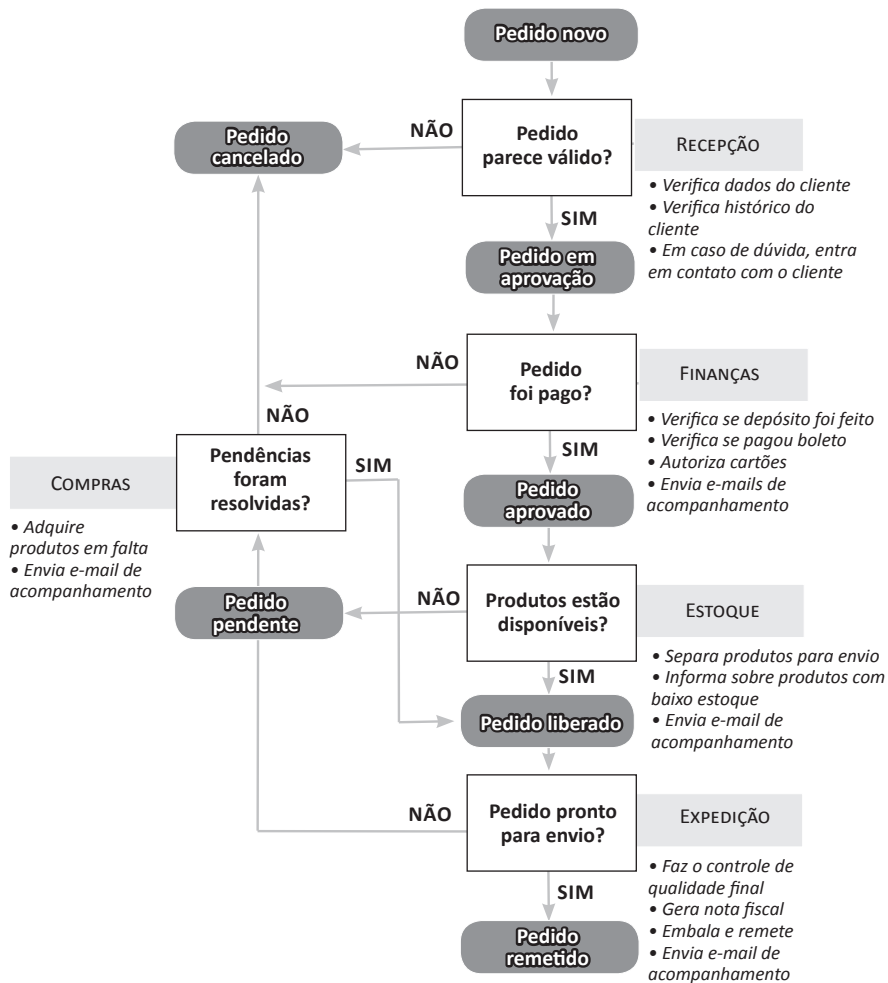 Pedido novo
NÃO
Pedido
cancelado
Pedido
parece válido?
RECEPÇÃO
• Verifica dados do cliente
• Verifica histórico do
cliente
• Em caso de dúvida, entra
em contato com o cliente
SIM
Pedido em
aprovação
NÃO
Pedido
foi pago?
FINANÇAS
• Verifica se depósito foi feito
• Verifica se pagou boleto
• Autoriza cartões
• Envia e-mails de
acompanhamento
NÃO
SIM
Pendências
foram
resolvidas?
SIM
COMPRAS
• Adquire
produtos em falta
• Envia e-mail de
acompanhamento
Pedido
aprovado
Pedido
pendente
NÃO
Produtos estão
disponíveis?
ESTOQUE
• Separa produtos para envio
• Informa sobre produtos com
baixo estoque
• Envia e-mail de
acompanhamento
SIM
Pedido liberado
NÃO
Pedido pronto
para envio?
EXPEDIÇÃO
• Faz o controle de
qualidade final
• Gera nota fiscal
• Embala e remete
• Envia e-mail de
acompanhamento
SIM
Pedido
remetido